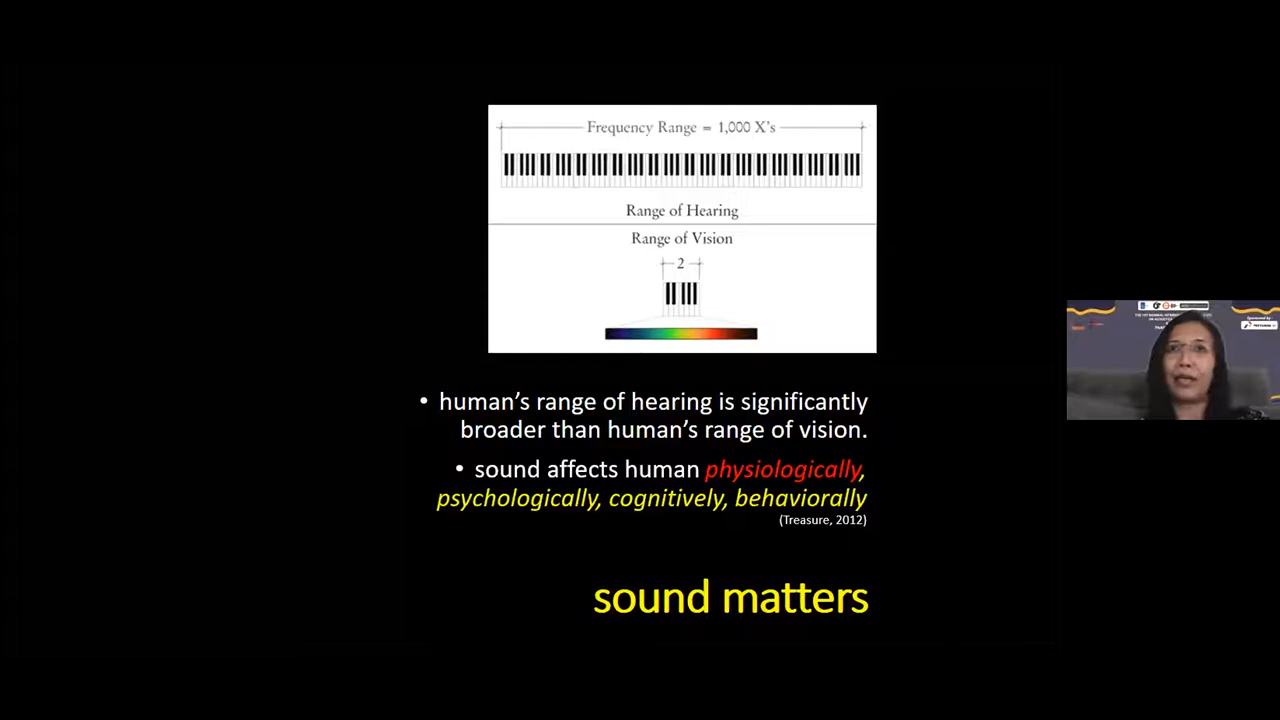 Frequency Range = 1,000 X's
Range of Hearing
Range of Vision
2
• human's range of hearing is significantly
broader than human's range of vision.
• sound affects human physiologically,
psychologically, cognitively, behaviorally
(Treasure, 2012)
sound matters